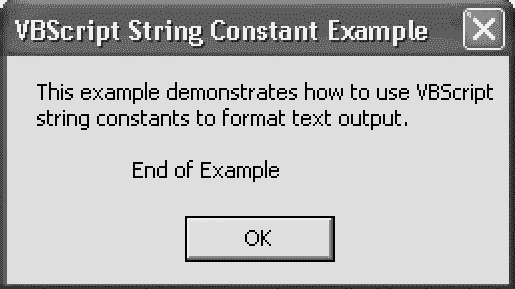 VBScript String Constant Example
This example demonstrates how to use VBScript
string constants to format text output.
End of Example
OK